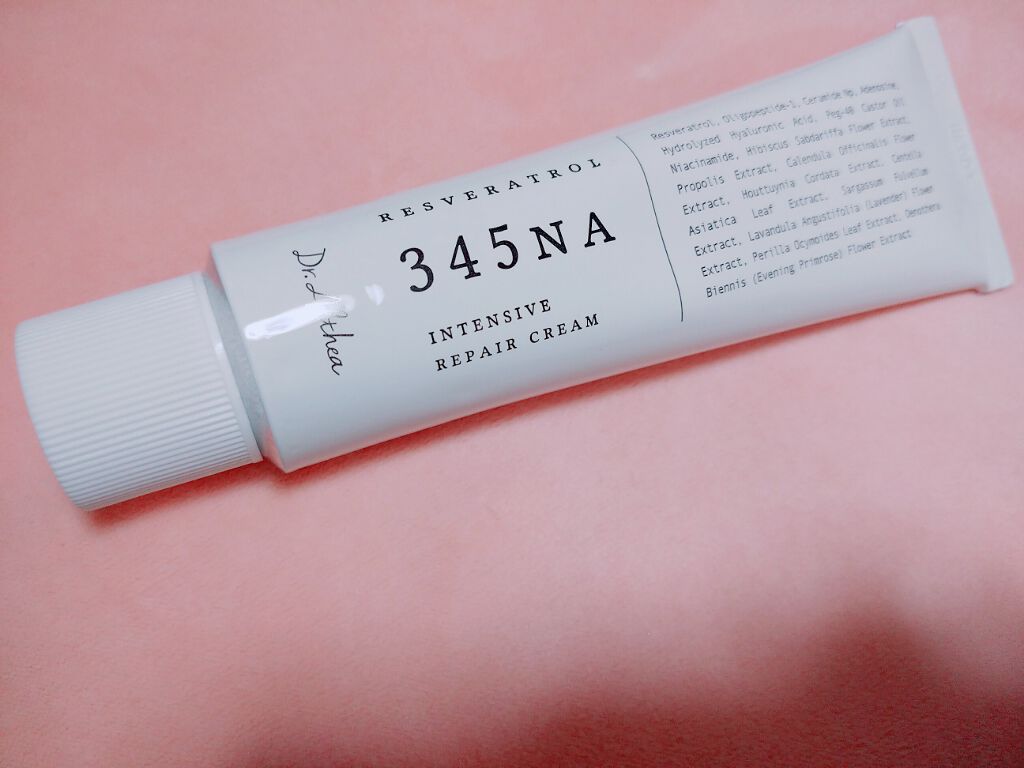 Dr. Althea
RESVERATROL
345NA
INTENSIVE
REPAIR CREAM
Resveratrol, Oligopeptide-1, Ceramide Np, Adenosine,
Hydrolyzed Hyaluronic Acid, Peg-40 Castor Oil
Niacinamide, Hibiscus Sabdariffa Flower Extract,
Propolis Extract, Calendula Officinalis Flower
Extract, Houttuynia Cordata Extract, Centella
Asiatica Leaf Extract, Sargassum Fulvellum
Extract, Lavandula Angustifolia (Lavender) Flower
Extract, Perilla Ocymoides Leaf Extract, Oenothera
Biennis (Evening Primrose) Flower Extract